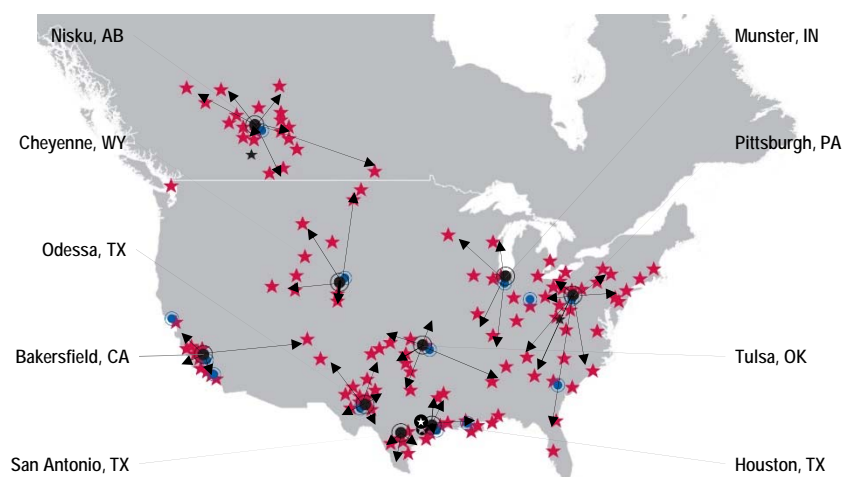 Nisku, AB
Munster, IN
Cheyenne, WY
Pittsburgh, PA
Odessa, TX
Bakersfield, CA
Tulsa, OK
San Antonio, TX
Houston, TX